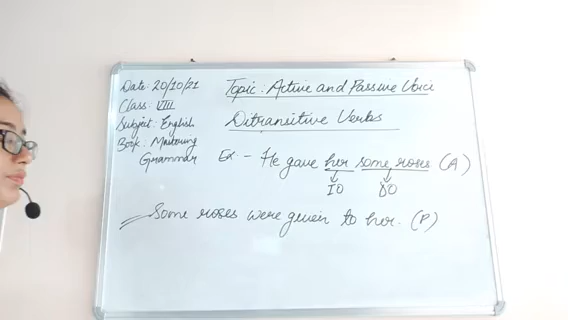 Date: 20/10/21
Class: VIII
Subject: English
Book: Mastering Grammar
Topic: Active and Passive Voice
Ditransitive Verbs
Ex:- He gave her some roses (A)
IO DO
Some roses were given to her. (P)